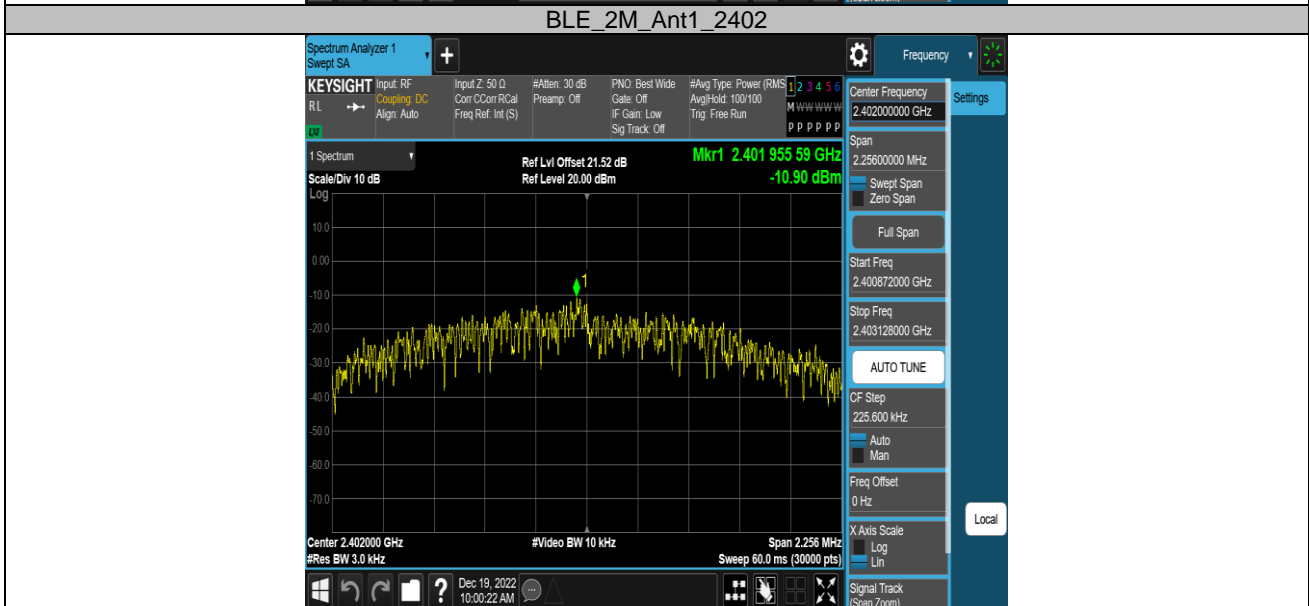 (Span Zoom)
BLE_2M_Ant1_2402
Spectrum Analyzer 1
Swept SA
+
Frequency
KEYSIGHT
RL
LXI
Input: RF
Coupling: DC
Align: Auto
Input Z: 50 Ω
Corr CCorr RCal
Freq Ref: Int (S)
#Atten: 30 dB
Preamp: Off
PNO: Best Wide
Gate: Off
IF Gain: Low
Sig Track: Off
#Avg Type: Power (RMS
Avg|Hold: 100/100
Trig: Free Run
1 2 3 4 5 6
M W W W W W
P P P P P P
Center Frequency
2.402000000 GHz
Settings
1 Spectrum
Scale/Div 10 dB
Ref Lvl Offset 21.52 dB
Ref Level 20.00 dBm
Mkr1 2.401 955 59 GHz
-10.90 dBm
Span
2.25600000 MHz
Swept Span
Zero Span
Full Span
Start Freq
2.400872000 GHz
Stop Freq
2.403128000 GHz
AUTO TUNE
CF Step
225.600 kHz
Auto
Man
Freq Offset
0 Hz
X Axis Scale
Log
Lin
Signal Track
(Span Zoom)
Local
Log
10.0
0.00
-10.0
-20.0
-30.0
-40.0
-50.0
-60.0
-70.0
1
Center 2.402000 GHz
#Res BW 3.0 kHz
#Video BW 10 kHz
Span 2.256 MHz
Sweep 60.0 ms (30000 pts)
?
Dec 19, 2022
10:00:22 AM